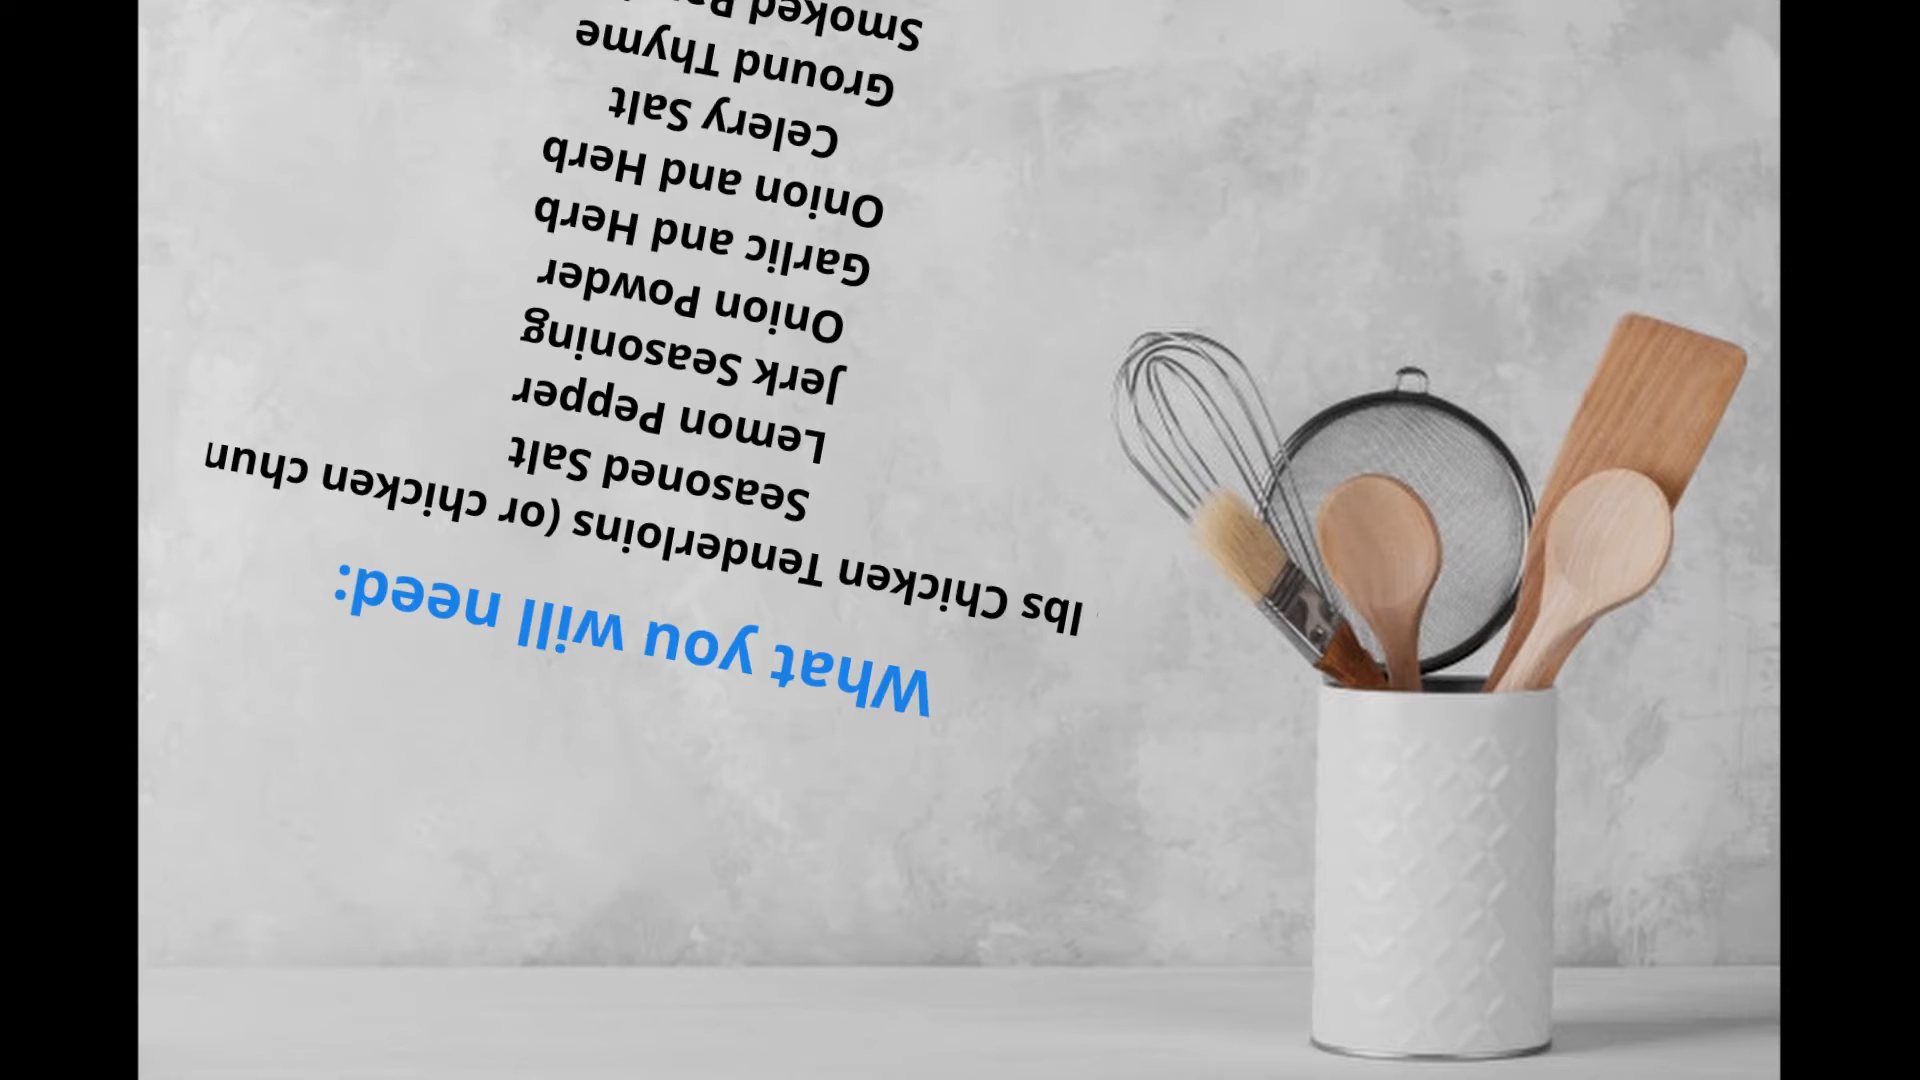 What you will need:
lbs Chicken Tenderloins (or chicken chun
Seasoned Salt
Lemon Pepper
Jerk Seasoning
Onion Powder
Garlic and Herb
Onion and Herb
Celery Salt
Ground Thyme
Smoked